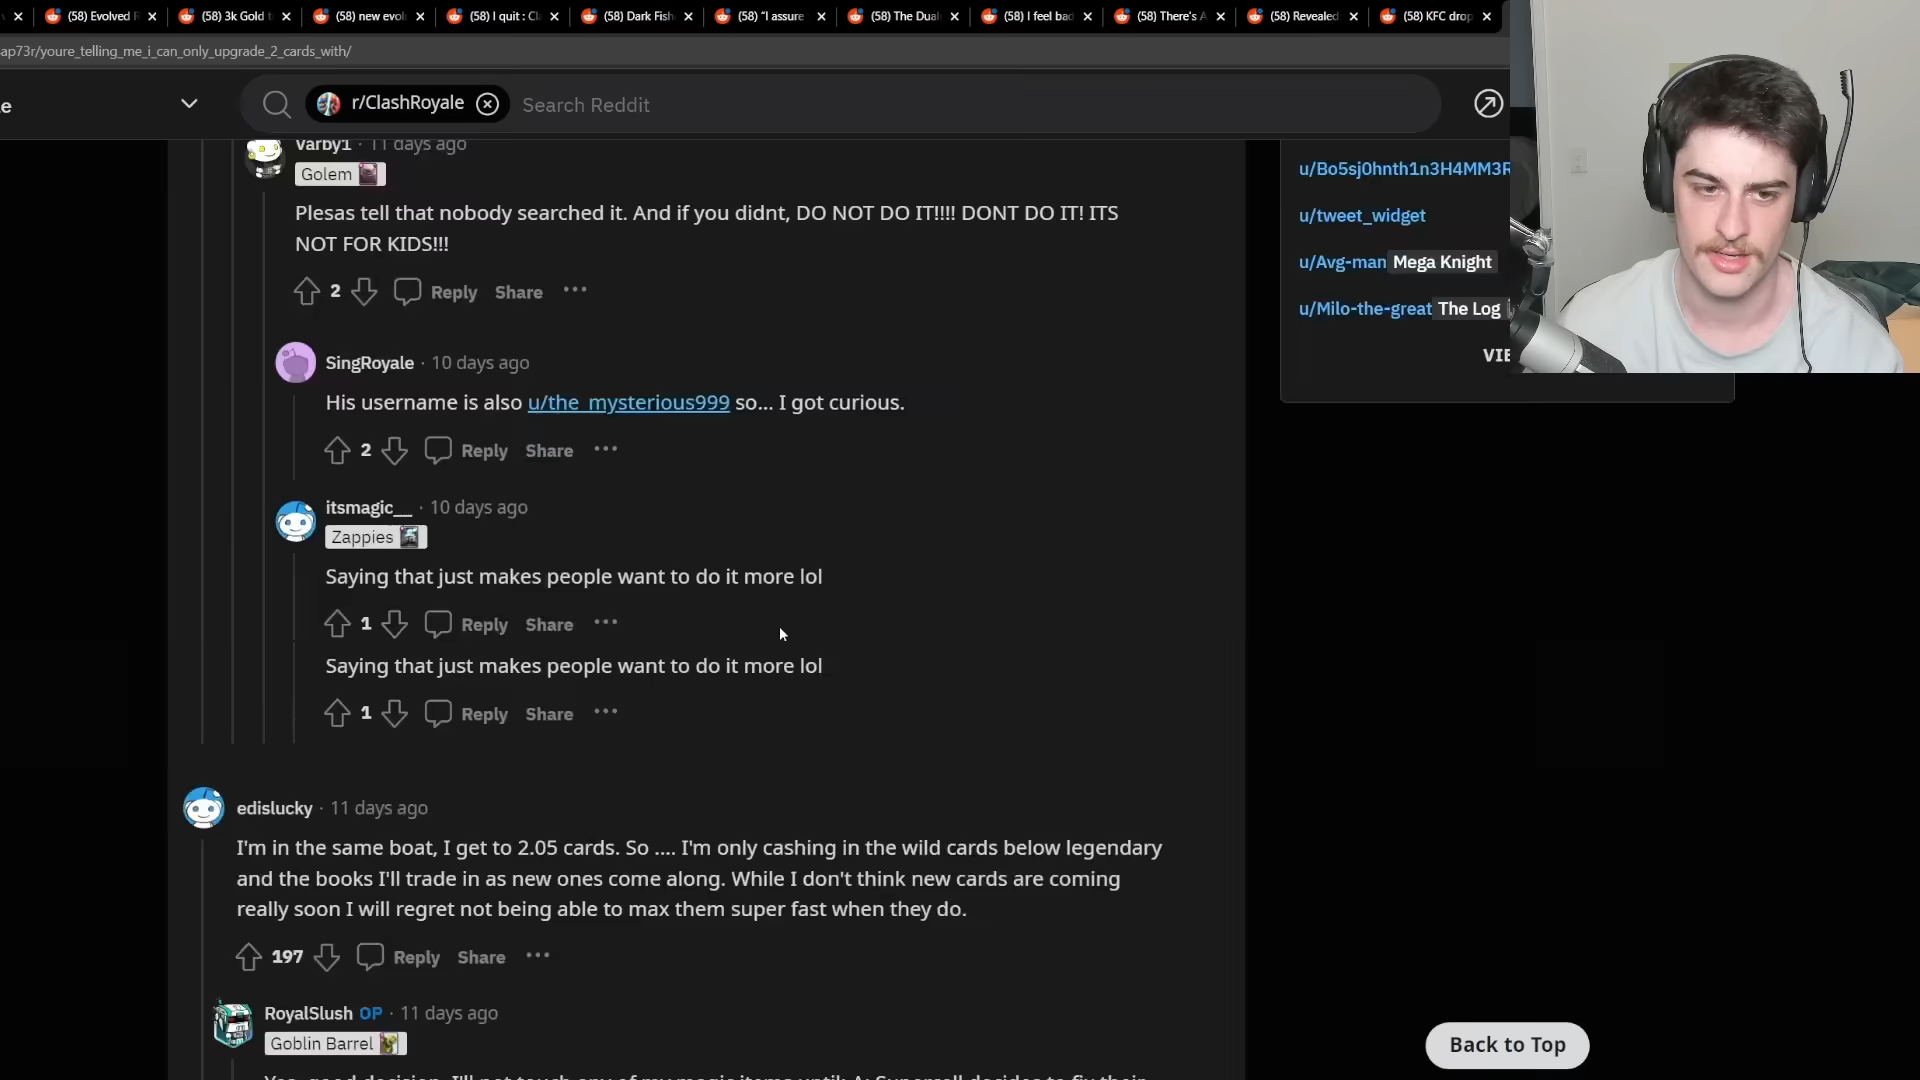 (58) Evolved R
(58) 3k Gold t
(58) new evol
(58) I quit : Cl
(58) Dark Fish
(58) "I assure
(58) The Dual
(58) I feel bad
(58) There's A
(58) Revealed
(58) KFC drop
ap73r/youre_telling_me_i_can_only_upgrade_2_cards_with/
e
r/ClashRoyale
Search Reddit
Varby1 · 11 days ago
Golem
Plesas tell that nobody searched it. And if you didnt, DO NOT DO IT!!!! DONT DO IT! ITS
NOT FOR KIDS!!!
2 Reply Share ···
SingRoyale · 10 days ago
His username is also u/the_mysterious999 so... I got curious.
2 Reply Share ···
itsmagic__ · 10 days ago
Zappies
Saying that just makes people want to do it more lol
1 Reply Share ···
Saying that just makes people want to do it more lol
1 Reply Share ···
edislucky · 11 days ago
I'm in the same boat, I get to 2.05 cards. So .... I'm only cashing in the wild cards below legendary
and the books I'll trade in as new ones come along. While I don't think new cards are coming
really soon I will regret not being able to max them super fast when they do.
197 Reply Share ···
RoyalSlush OP · 11 days ago
Goblin Barrel
u/Bo5sj0hnth1n3H4MM3R
u/tweet_widget
u/Avg-man Mega Knight
u/Milo-the-great The Log
VIE
Back to Top